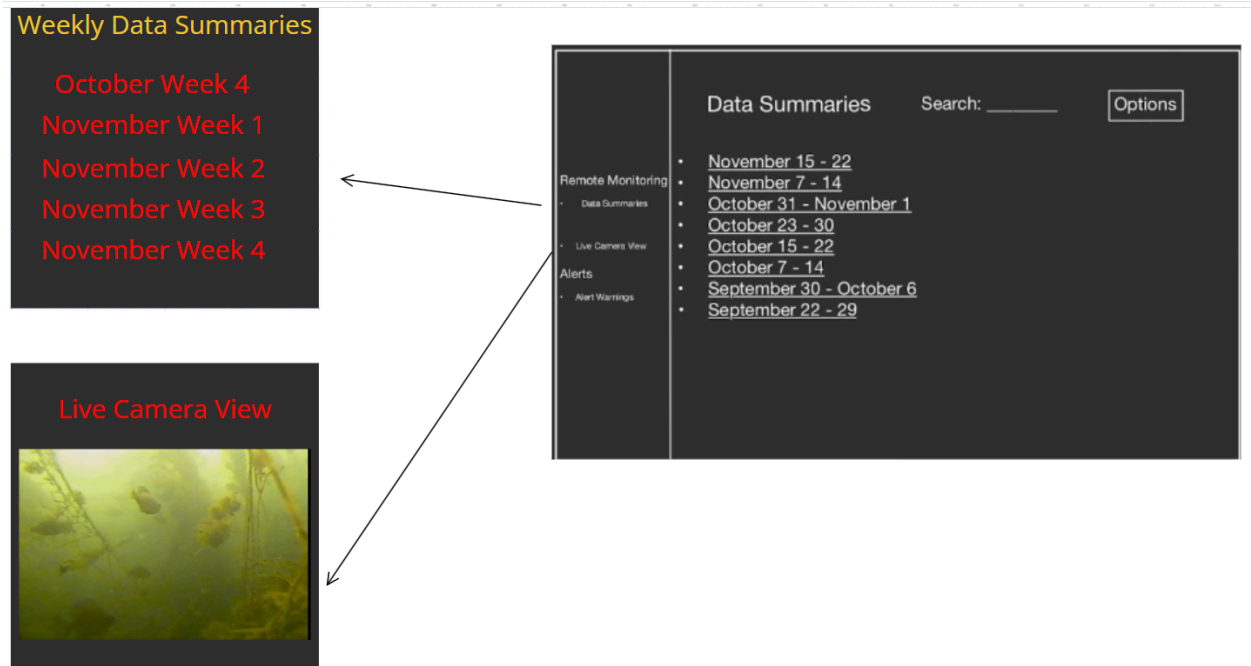 Weekly Data Summaries
October Week 4
November Week 1
November Week 2
November Week 3
November Week 4
Live Camera View
Remote Monitoring
• Data Summaries
• Live Camera View
Alerts
• Alert Warnings
Data Summaries Search: ________ Options
• November 15 - 22
• November 7 - 14
• October 31 - November 1
• October 23 - 30
• October 15 - 22
• October 7 - 14
• September 30 - October 6
• September 22 - 29